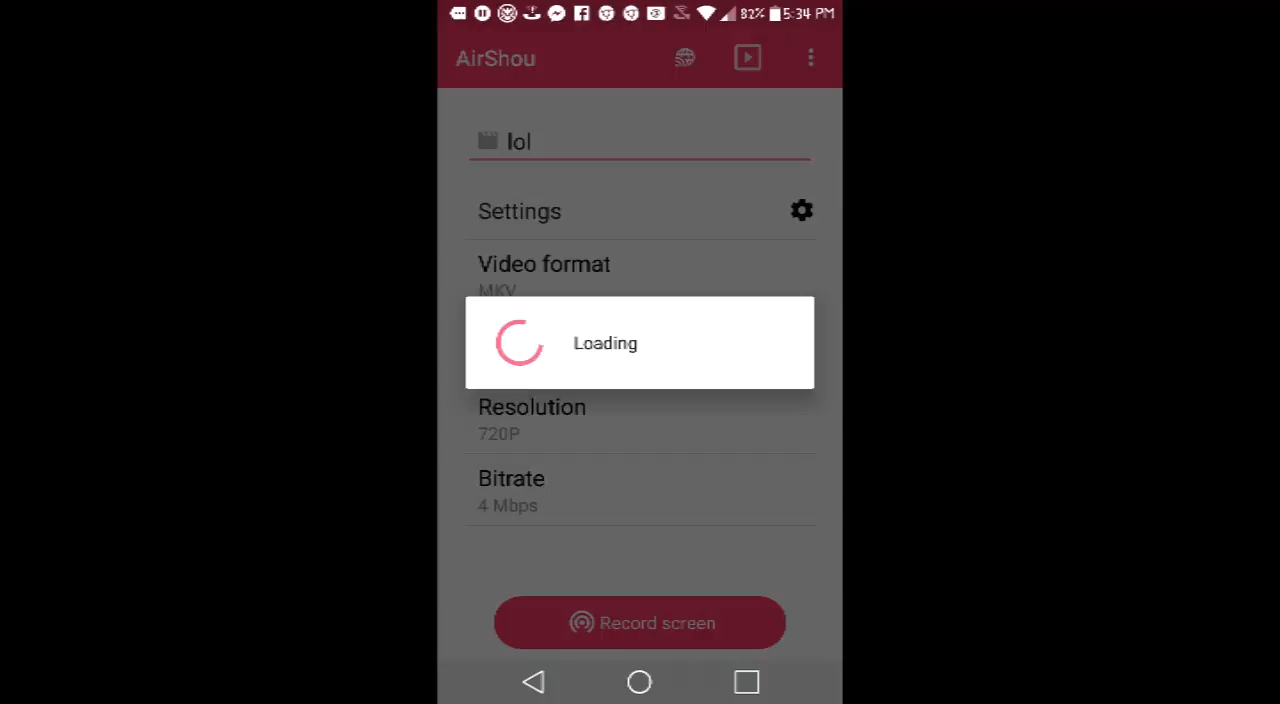 82% 5:34 PM
AirShou
lol
Settings
Video format
MKV
Loading
Resolution
720P
Bitrate
4 Mbps
Record screen